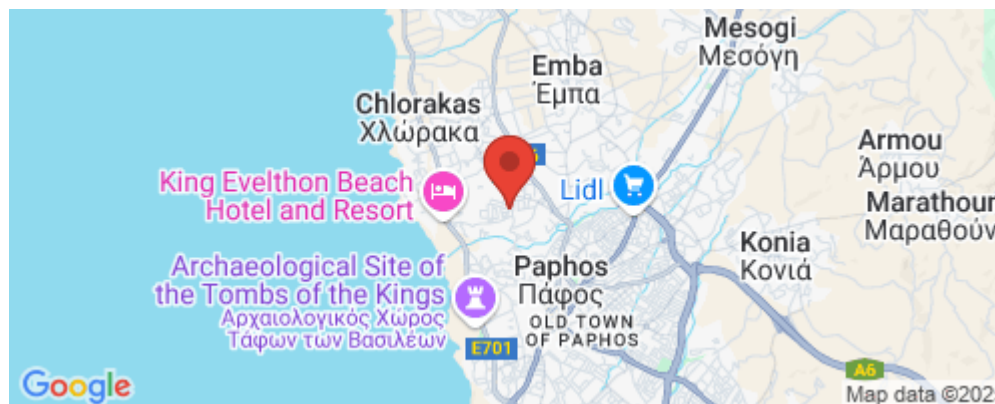 Mesogi
Μεσόγη
Emba
Έμπα
Chlorakas
Χλώρακα
Armou
Άρμου
King Evelthon Beach
Hotel and Resort
Lidl
Marathour
Μαραθούν
Konia
Κονιά
Archaeological Site of
the Tombs of the Kings
Αρχαιολογικός Χώρος
Τάφων των Βασιλέων
Paphos
Πάφος
OLD TOWN
OF PAPHOS
E701
A6
Google
Map data ©202